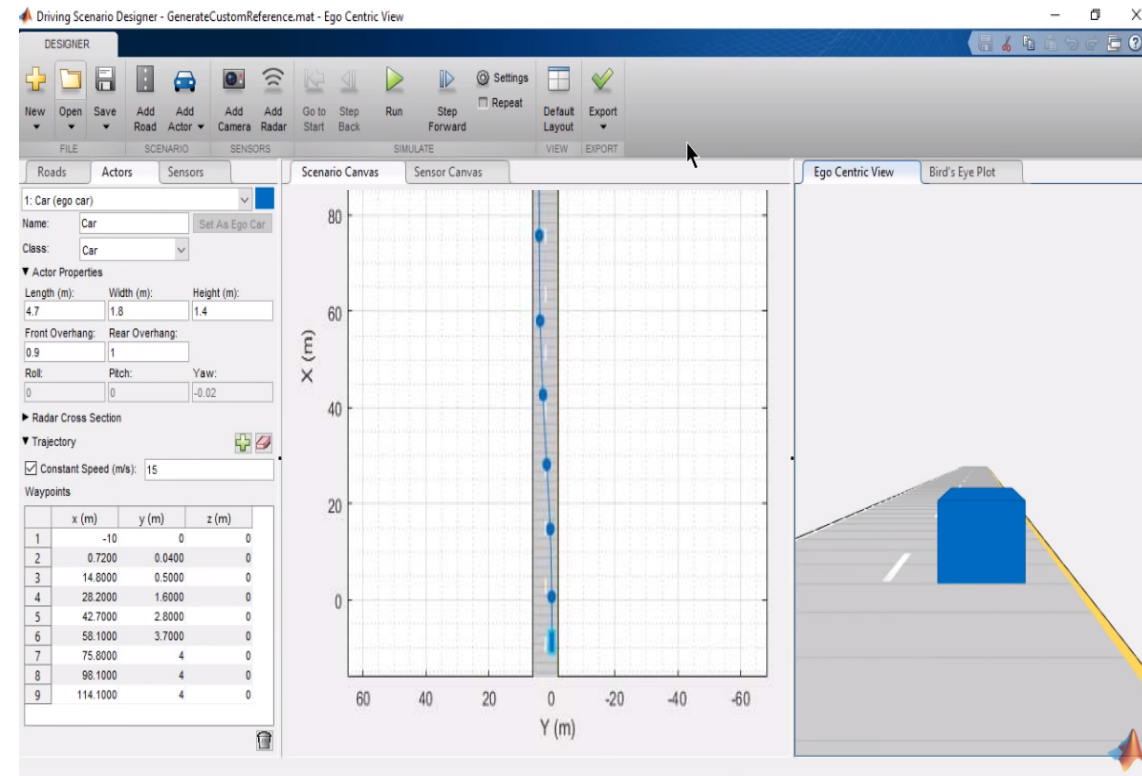 Driving Scenario Designer - GenerateCustomReference.mat - Ego Centric View
DESIGNER
New Open Save Add Road Add Actor Add Camera Add Radar Go to Start Step Back Run Step Forward Settings Repeat Default Layout Export
FILE SCENARIO SENSORS SIMULATE VIEW EXPORT
Roads Actors Sensors
1: Car (ego car)
Name: Car Set As Ego Car
Class: Car
Actor Properties
Length (m): Width (m): Height (m):
4.7 1.8 1.4
Front Overhang: Rear Overhang:
0.9 1
Roll: Pitch: Yaw:
0 0 -0.02
Radar Cross Section
Trajectory
Constant Speed (m/s): 15
Waypoints
x (m) y (m) z (m)
1 -10 0 0
2 0.7200 0.0400 0
3 14.8000 0.5000 0
4 28.2000 1.6000 0
5 42.7000 2.8000 0
6 58.1000 3.7000 0
7 75.8000 4 0
8 98.1000 4 0
9 114.1000 4 0
Scenario Canvas Sensor Canvas
80
60
40
20
0
X (m)
60 40 20 0 -20 -40 -60
Y (m)
Ego Centric View Bird's Eye Plot